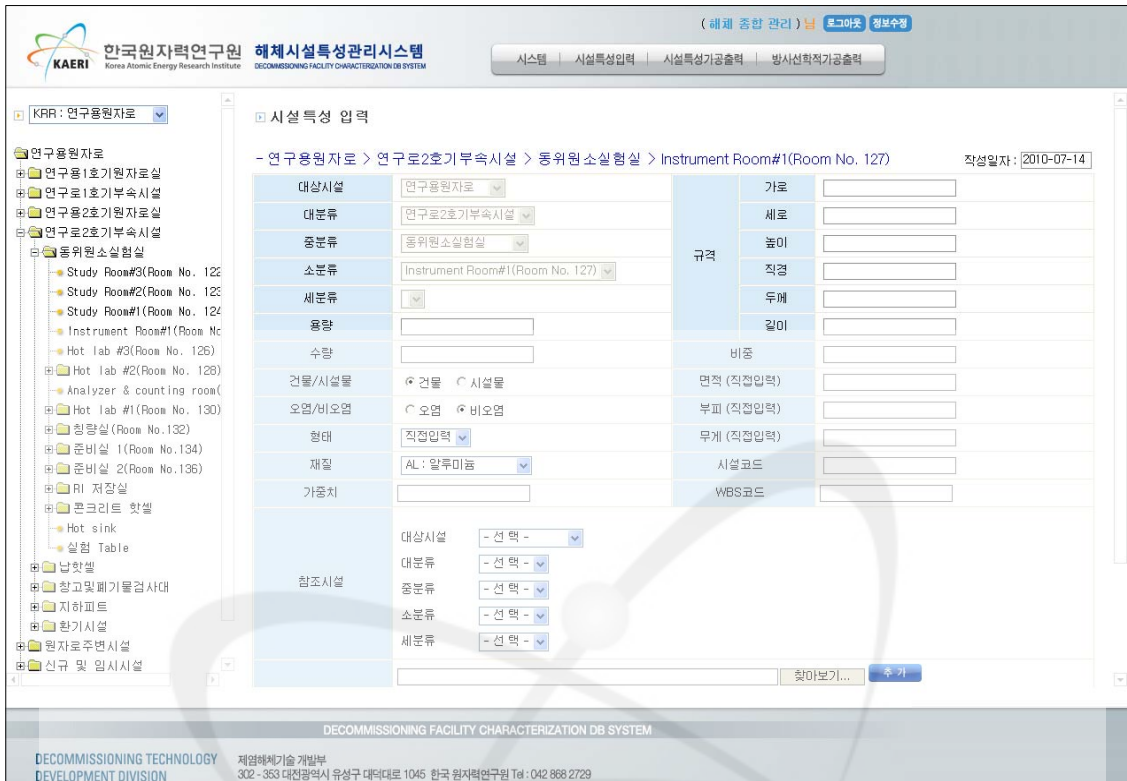 (해체 종합 관리)님 로그아웃 정보수정
KAERI 한국원자력연구원 해체시설특성관리시스템
Korea Atomic Energy Research Institute DECOMMISSIONING FACILITY CHARACTERIZATION DB SYSTEM
시스템 시설특성입력 시설특성가공출력 방사선학적가공출력
KRR : 연구용원자로
연구용원자로
연구용1호기원자로실
연구로1호기부속시설
연구용2호기원자로실
연구로2호기부속시설
동위원소실험실
Study Room#3(Room No. 122
Study Room#2(Room No. 123
Study Room#1(Room No. 124
Instrument Room#1(Room No
Hot lab #3(Room No. 126)
Hot lab #2(Room No. 128)
Analyzer & counting room(
Hot lab #1(Room No. 130)
칭량실(Room No.132)
준비실 1(Room No.134)
준비실 2(Room No.136)
RI 저장실
콘크리트 핫셀
Hot sink
실험 Table
납핫셀
창고및폐기물검사대
지하피트
환기시설
원자로주변시설
신규 및 임시시설
시설특성 입력
- 연구용원자로 > 연구로2호기부속시설 > 동위원소실험실 > Instrument Room#1(Room No. 127) 작성일자 : 2010-07-14
대상시설 연구용원자로 규격 가로
대분류 연구로2호기부속시설 세로
중분류 동위원소실험실 높이
소분류 Instrument Room#1(Room No. 127) 직경
세분류 두께
용량 길이
수량 비중
건물/시설물 건물 시설물 면적 (직접입력)
오염/비오염 오염 비오염 부피 (직접입력)
형태 직접입력 무게 (직접입력)
재질 AL : 알루미늄 시설코드
가중치 WBS코드
참조시설
대상시설 - 선 택 -
대분류 - 선 택 -
중분류 - 선 택 -
소분류 - 선 택 -
세분류 - 선 택 -
찾아보기... 추 가
DECOMMISSIONING FACILITY CHARACTERIZATION DB SYSTEM
DECOMMISSIONING TECHNOLOGY DEVELOPMENT DIVISION
제염해체기술 개발부
302 - 353 대전광역시 유성구 대덕대로 1045 한국 원자력연구원 Tel : 042 868 2729